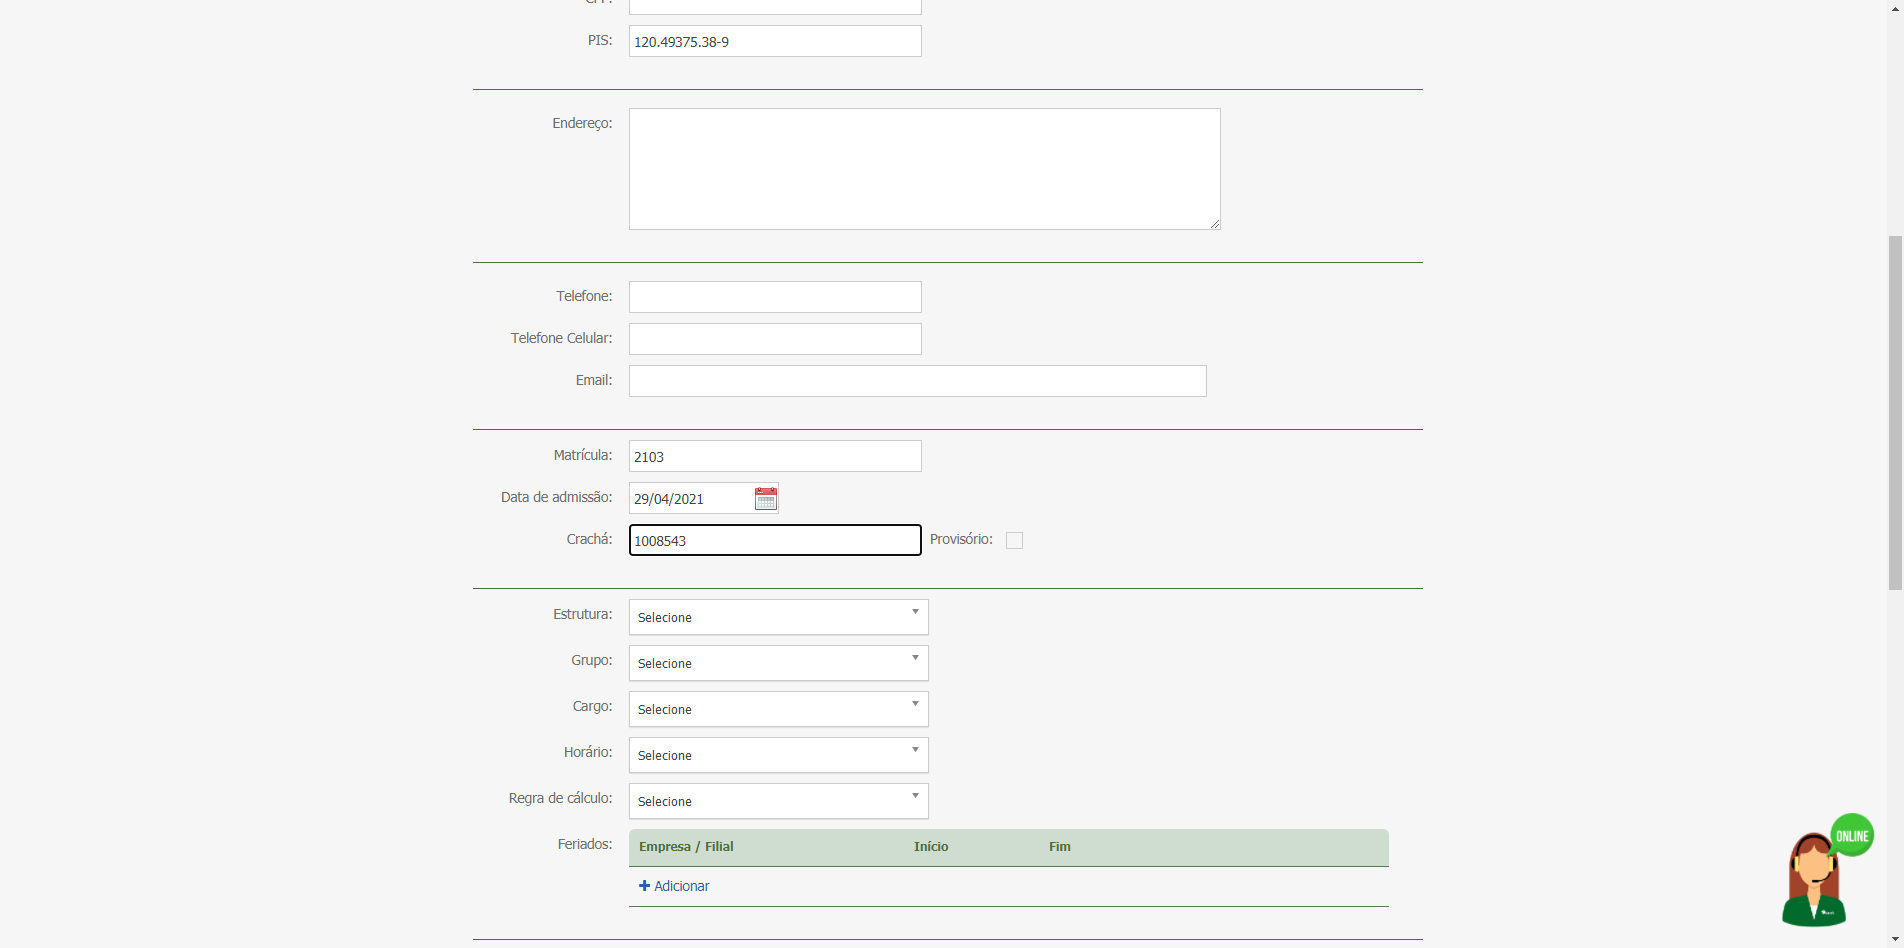 PIS: 120.49375.38-9
Endereço:
Telefone:
Telefone Celular:
Email:
Matrícula: 2103
Data de admissão: 29/04/2021
Crachá: 1008543 Provisório:
Estrutura: Selecione
Grupo: Selecione
Cargo: Selecione
Horário: Selecione
Regra de cálculo: Selecione
Feriados: Empresa / Filial Início Fim
+ Adicionar
ONLINE